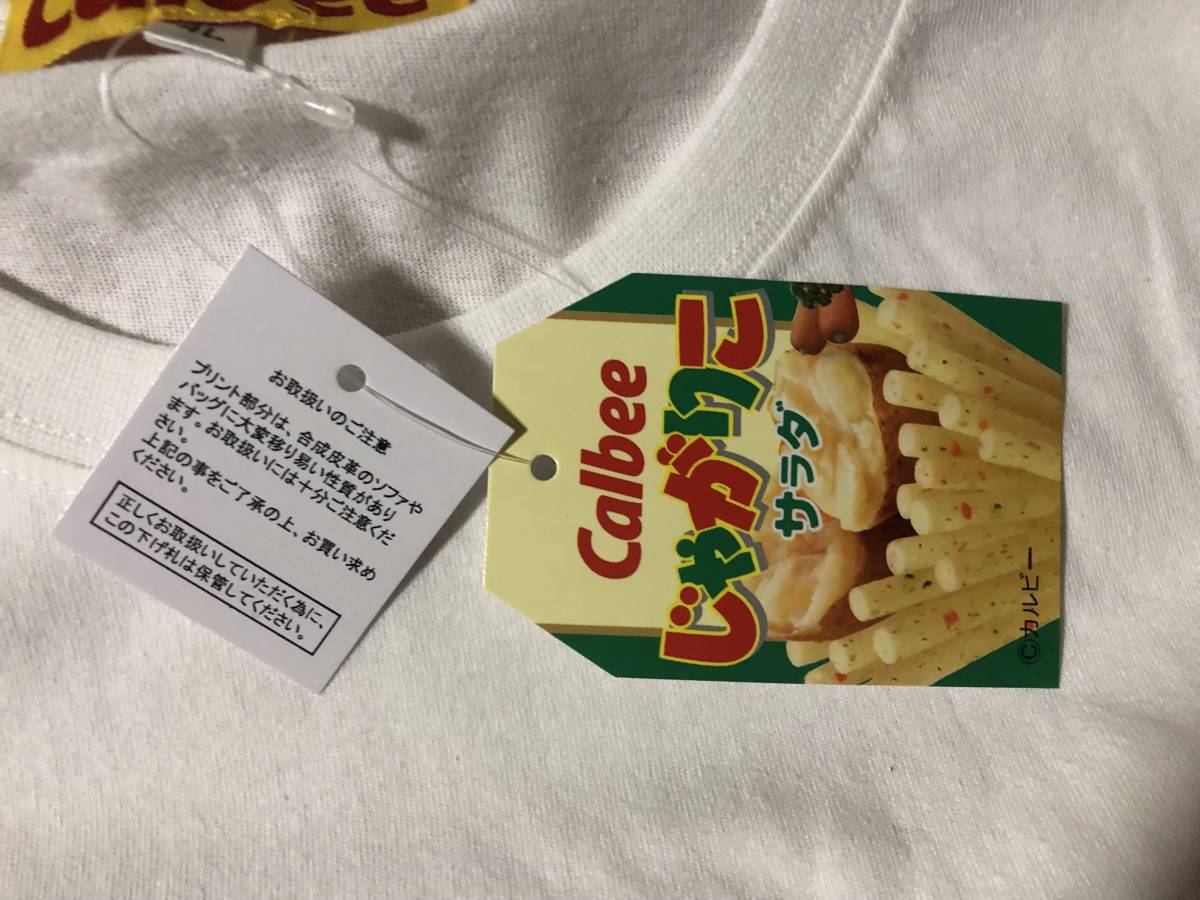 お取扱いのご注意
プリント部分は、合成皮革のソファや
バッグに大変移り易い性質があり
ます。お取扱いには十分ご注意くだ
さい。
上記の事をご了承の上、お買い求め
ください。
正しくお取扱いしていただく為に、
この下げ札は保管してください。
Calbee
じゃがりこ
サラダ
©カルビー